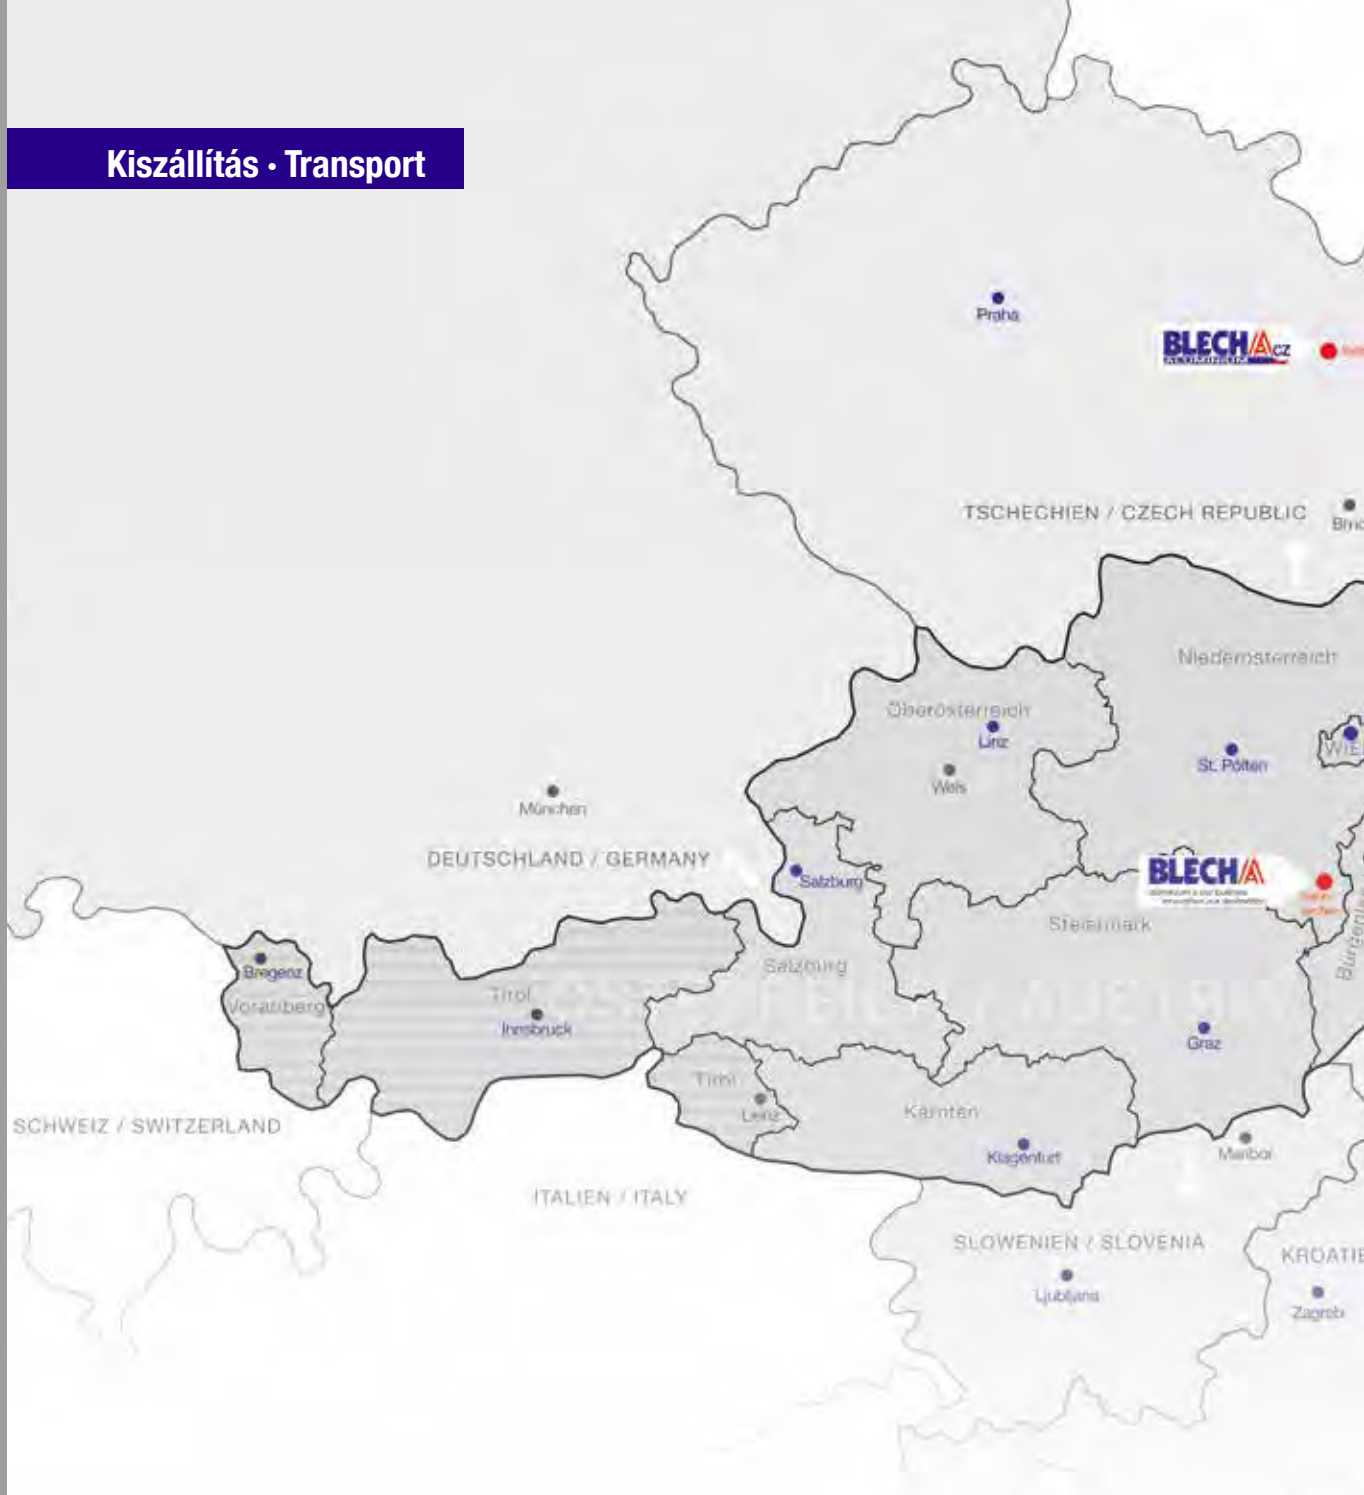 Kiszállítás · Transport
Praha
BLECHA CZ
ALUMINIUM
TSCHECHIEN / CZECH REPUBLIC
Niederösterreich
Oberösterreich
Linz
St. Pölten
Wels
München
DEUTSCHLAND / GERMANY
Salzburg
BLECHA
Steiermark
Bregenz
Vorarlberg
Tirol
Innsbruck
Salzburg
Graz
Tirol
Lienz
Kärnten
SCHWEIZ / SWITZERLAND
Klagenfurt
Maribor
ITALIEN / ITALY
SLOWENIEN / SLOVENIA
Ljubljana
Zagreb